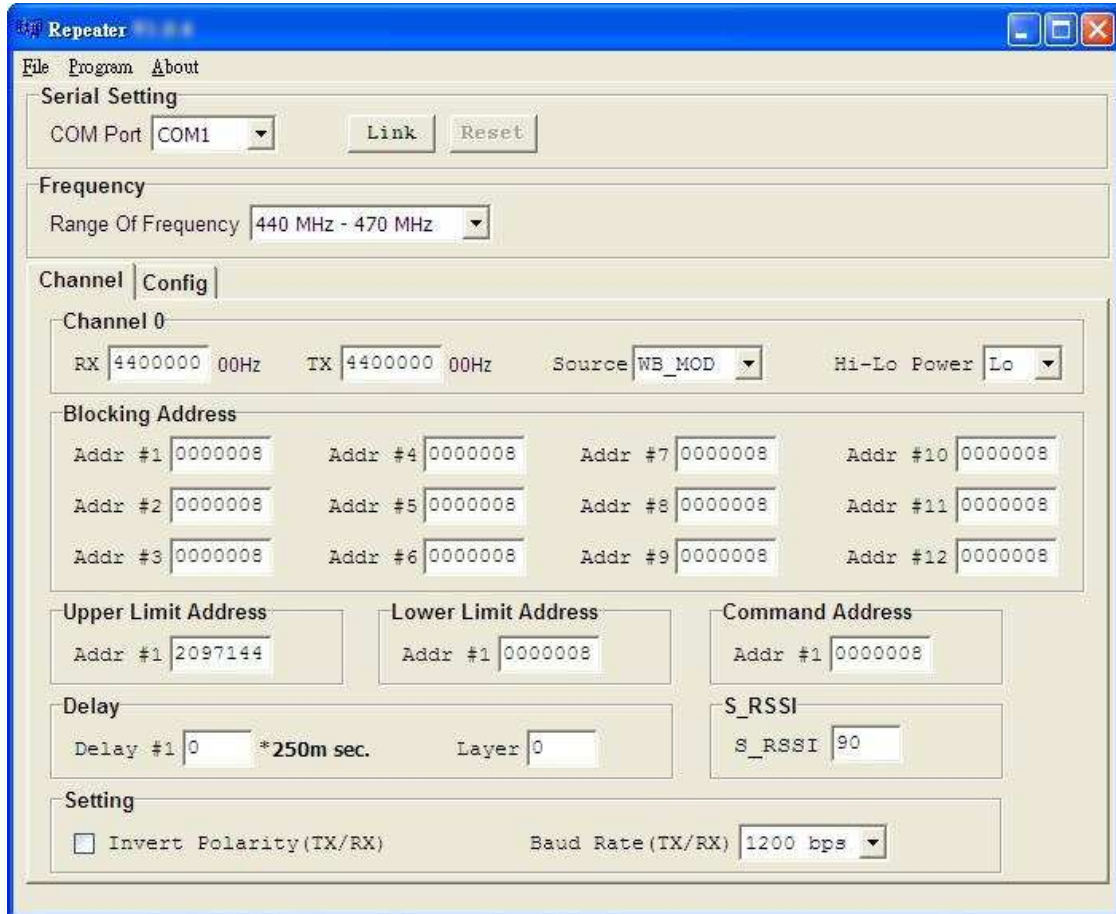 Repeater
File Program About
Serial Setting
COM Port COM1 Link Reset
Frequency
Range Of Frequency 440 MHz - 470 MHz
Channel Config
Channel 0
RX 4400000 00Hz TX 4400000 00Hz Source WB_MOD Hi-Lo Power Lo
Blocking Address
Addr #1 0000008 Addr #4 0000008 Addr #7 0000008 Addr #10 0000008
Addr #2 0000008 Addr #5 0000008 Addr #8 0000008 Addr #11 0000008
Addr #3 0000008 Addr #6 0000008 Addr #9 0000008 Addr #12 0000008
Upper Limit Address Lower Limit Address Command Address
Addr #1 2097144 Addr #1 0000008 Addr #1 0000008
Delay S_RSSI
Delay #1 0 *250m sec. Layer 0 S_RSSI 90
Setting
Invert Polarity(TX/RX) Baud Rate(TX/RX) 1200 bps